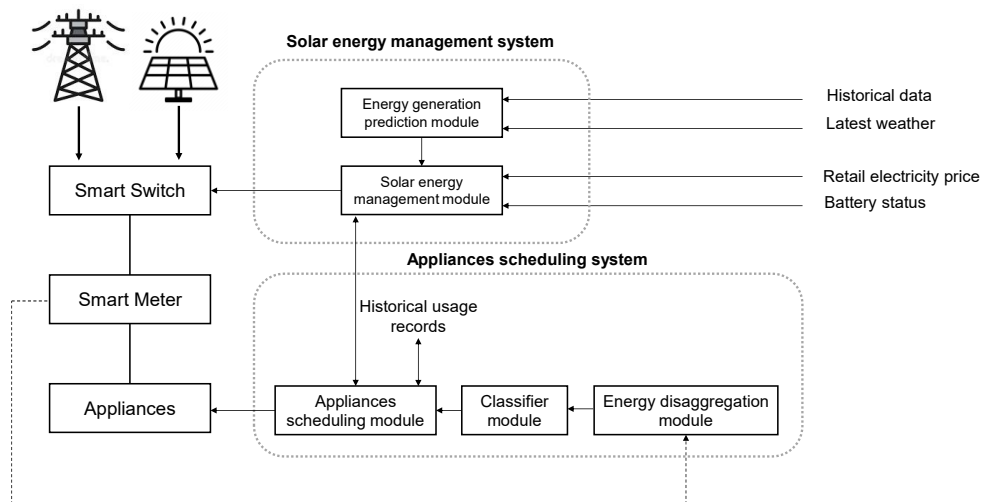 Solar energy management system
Energy generation
prediction module
Historical data
Latest weather
Smart Switch
Solar energy
management module
Retail electricity price
Battery status
Appliances scheduling system
Smart Meter
Historical usage
records
Appliances
Appliances
scheduling module
Classifier
module
Energy disaggregation
module